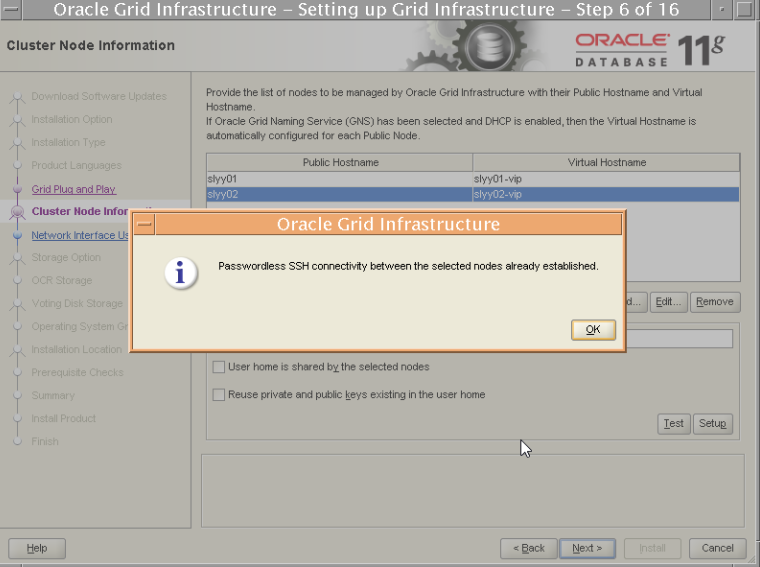 Oracle Grid Infrastructure – Setting up Grid Infrastructure – Step 6 of 16
Cluster Node Information
ORACLE
DATABASE
11g
Download Software Updates
Installation Option
Installation Type
Product Languages
Grid Plug and Play
Cluster Node Infor
Network Interface Us
Storage Option
OCR Storage
Voting Disk Storage
Operating System Gr
Installation Location
Prerequisite Checks
Summary
Install Product
Finish
Provide the list of nodes to be managed by Oracle Grid Infrastructure with their Public Hostname and Virtual
Hostname.
If Oracle Grid Naming Service (GNS) has been selected and DHCP is enabled, then the Virtual Hostname is
automatically configured for each Public Node.
Public Hostname Virtual Hostname
slyy01 slyy01-vip
slyy02 slyy02-vip
Oracle Grid Infrastructure
Passwordless SSH connectivity between the selected nodes already established.
OK
d... Edit... Remove
User home is shared by the selected nodes
Reuse private and public keys existing in the user home
Test Setup
Help < Back Next > Install Cancel